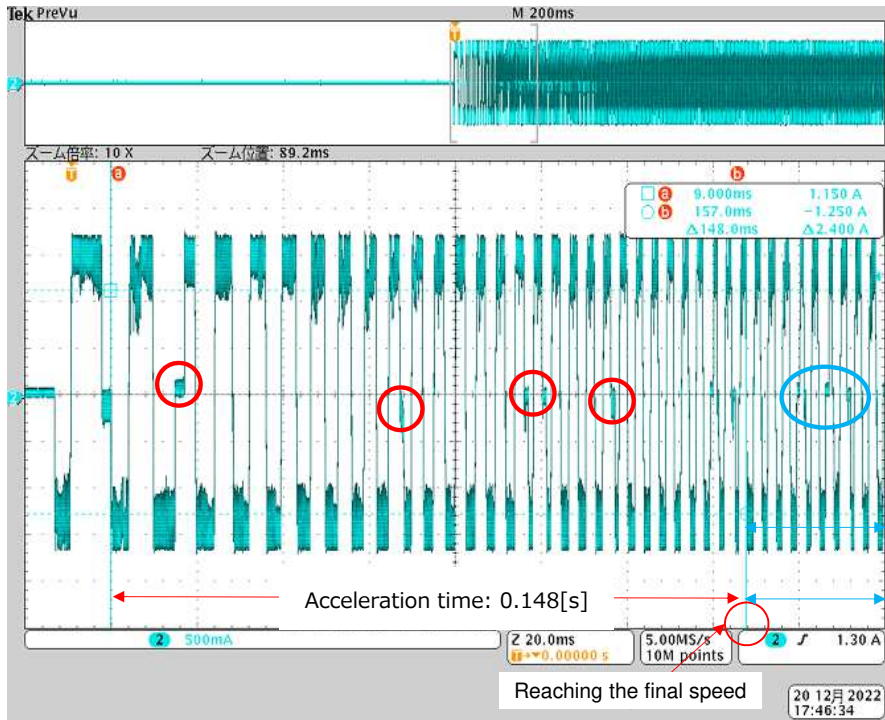 Tek PreVu M 200ms
T
2
ズーム倍率: 10 X ズーム位置: 89.2ms
T a b
a 9.000ms 1.150 A
b 157.0ms −1.250 A
Δ148.0ms Δ2.400 A
2
Acceleration time: 0.148[s]
2 500mA Z 20.0ms 5.00MS/s 2 1.30 A
T→▼0.00000 s 10M points
Reaching the final speed
20 12月 2022
17:46:34